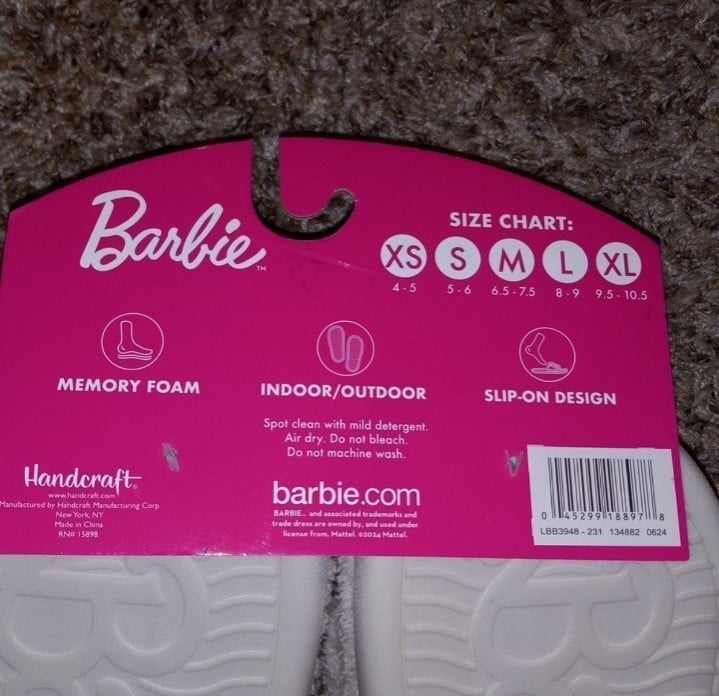 Barbie™
SIZE CHART:
XS S M L XL
4 - 5 5 - 6 6.5 - 7.5 8 - 9 9.5 - 10.5
MEMORY FOAM
INDOOR/OUTDOOR
SLIP-ON DESIGN
Spot clean with mild detergent.
Air dry. Do not bleach.
Do not machine wash.
Handcraft®
www.handcraft.com
Manufactured by Handcraft Manufacturing Corp.
New York, NY
Made in China
RN# 15898
barbie.com
BARBIE™ and associated trademarks and
trade dress are owned by, and used under
license from, Mattel. ©2024 Mattel.
0 45299 18897 8
LBB3948 - 231 134882 0624
B
B